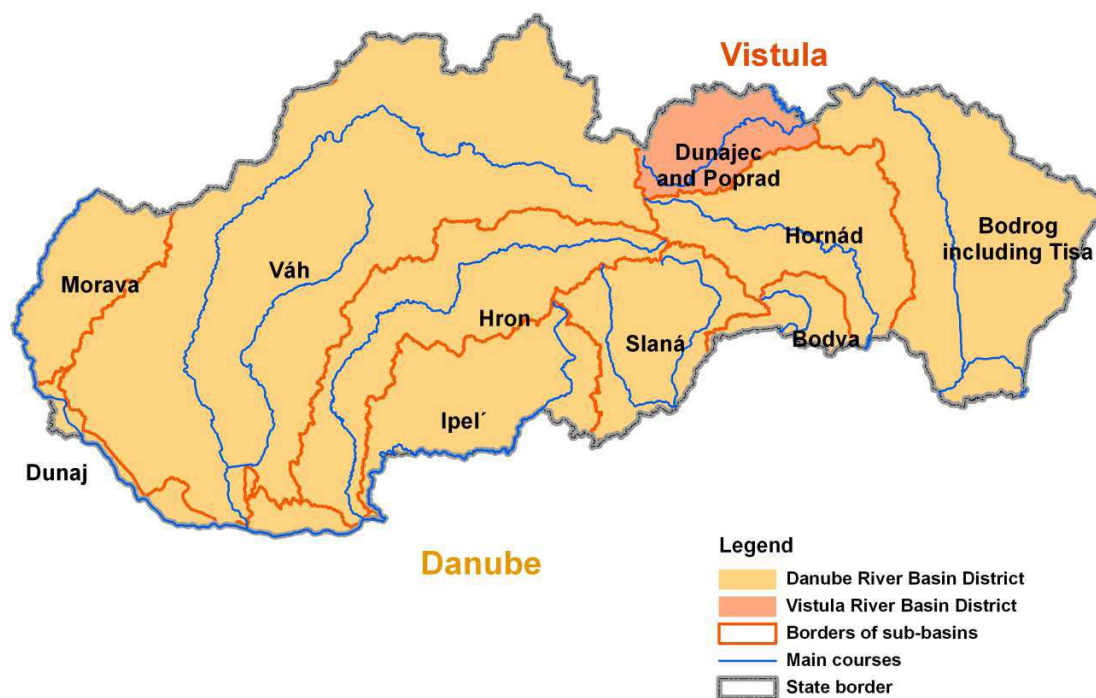 Vistula
Dunajec
and Poprad
Hornád
Bodrog
including Tisa
Morava
Váh
Hron
Slaná
Bodva
Ipel´
Dunaj
Danube
Legend
Danube River Basin District
Vistula River Basin District
Borders of sub-basins
Main courses
State border